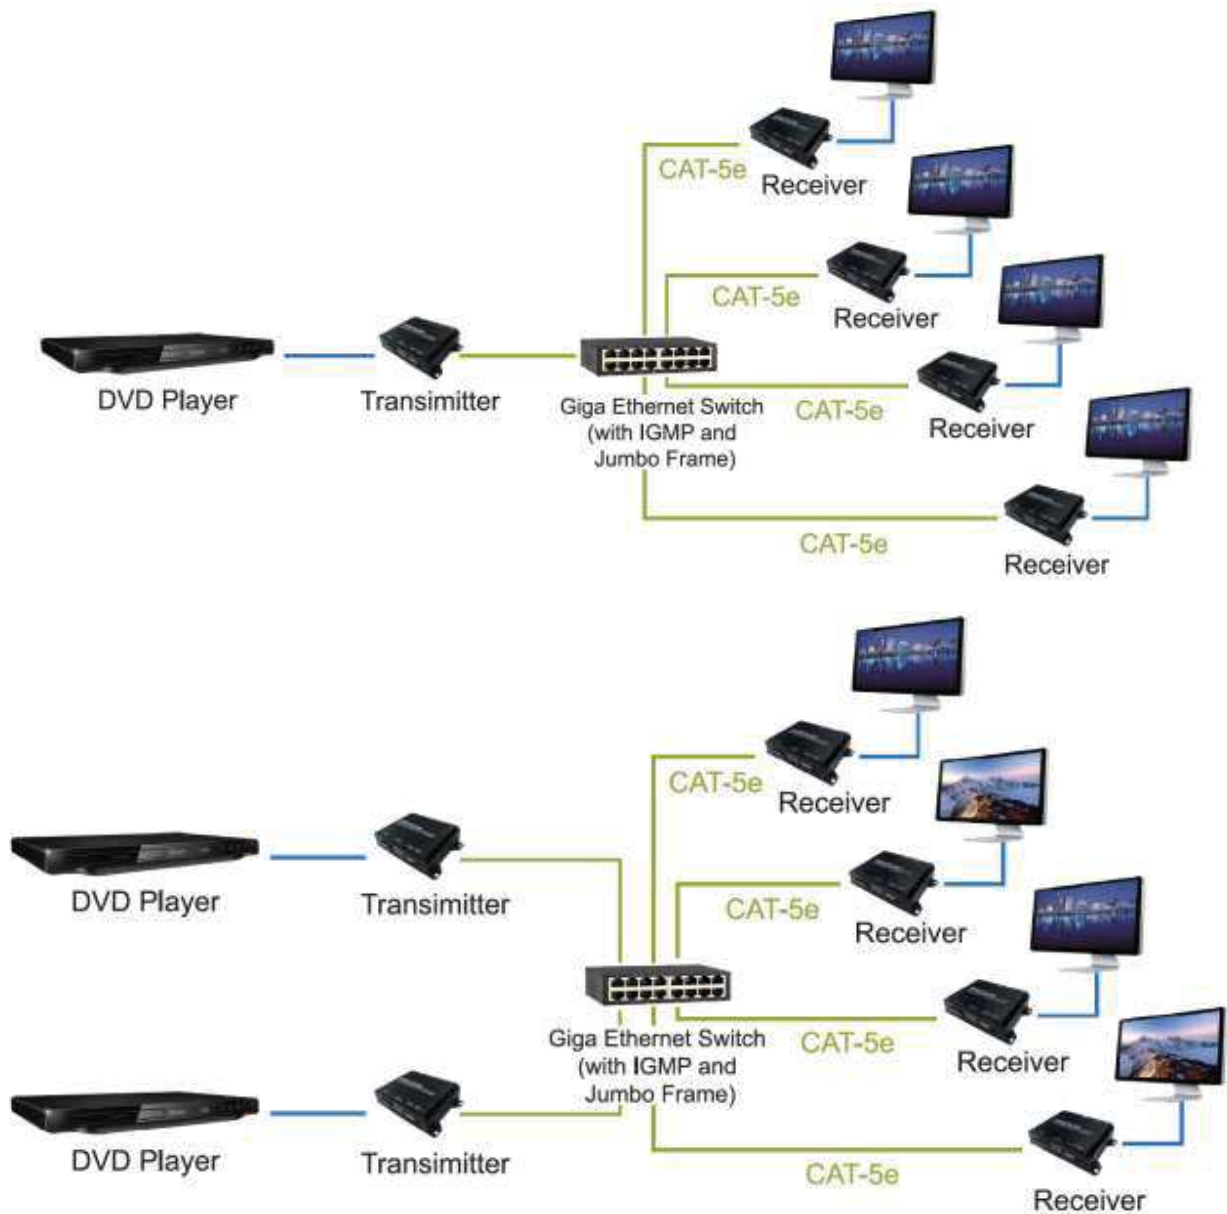 CAT-5e
Receiver
CAT-5e
Receiver
DVD Player
Transimitter
Giga Ethernet Switch
(with IGMP and
Jumbo Frame)
CAT-5e
Receiver
CAT-5e
Receiver
CAT-5e
Receiver
DVD Player
Transimitter
CAT-5e
Receiver
Giga Ethernet Switch
(with IGMP and
Jumbo Frame)
CAT-5e
Receiver
DVD Player
Transimitter
CAT-5e
Receiver